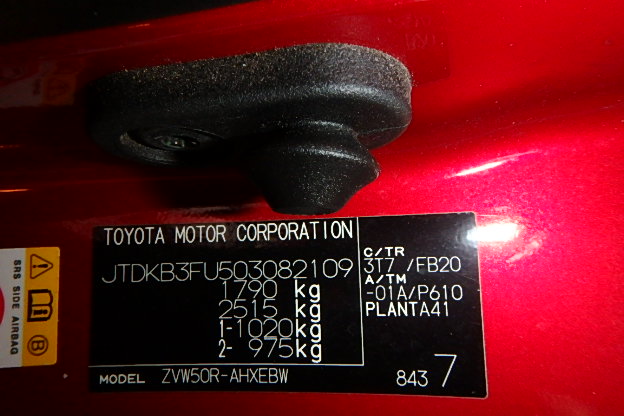 TOYOTA MOTOR CORPORATION
JTDKB3FU503082109
1790 kg
2515 kg
1-1020kg
2- 975kg
C/TR
3T7 /FB20
A/TM
-01A/P610
PLANTA41
MODEL ZVW50R-AHXEBW
843 7
SRS SIDE AIRBAG
B